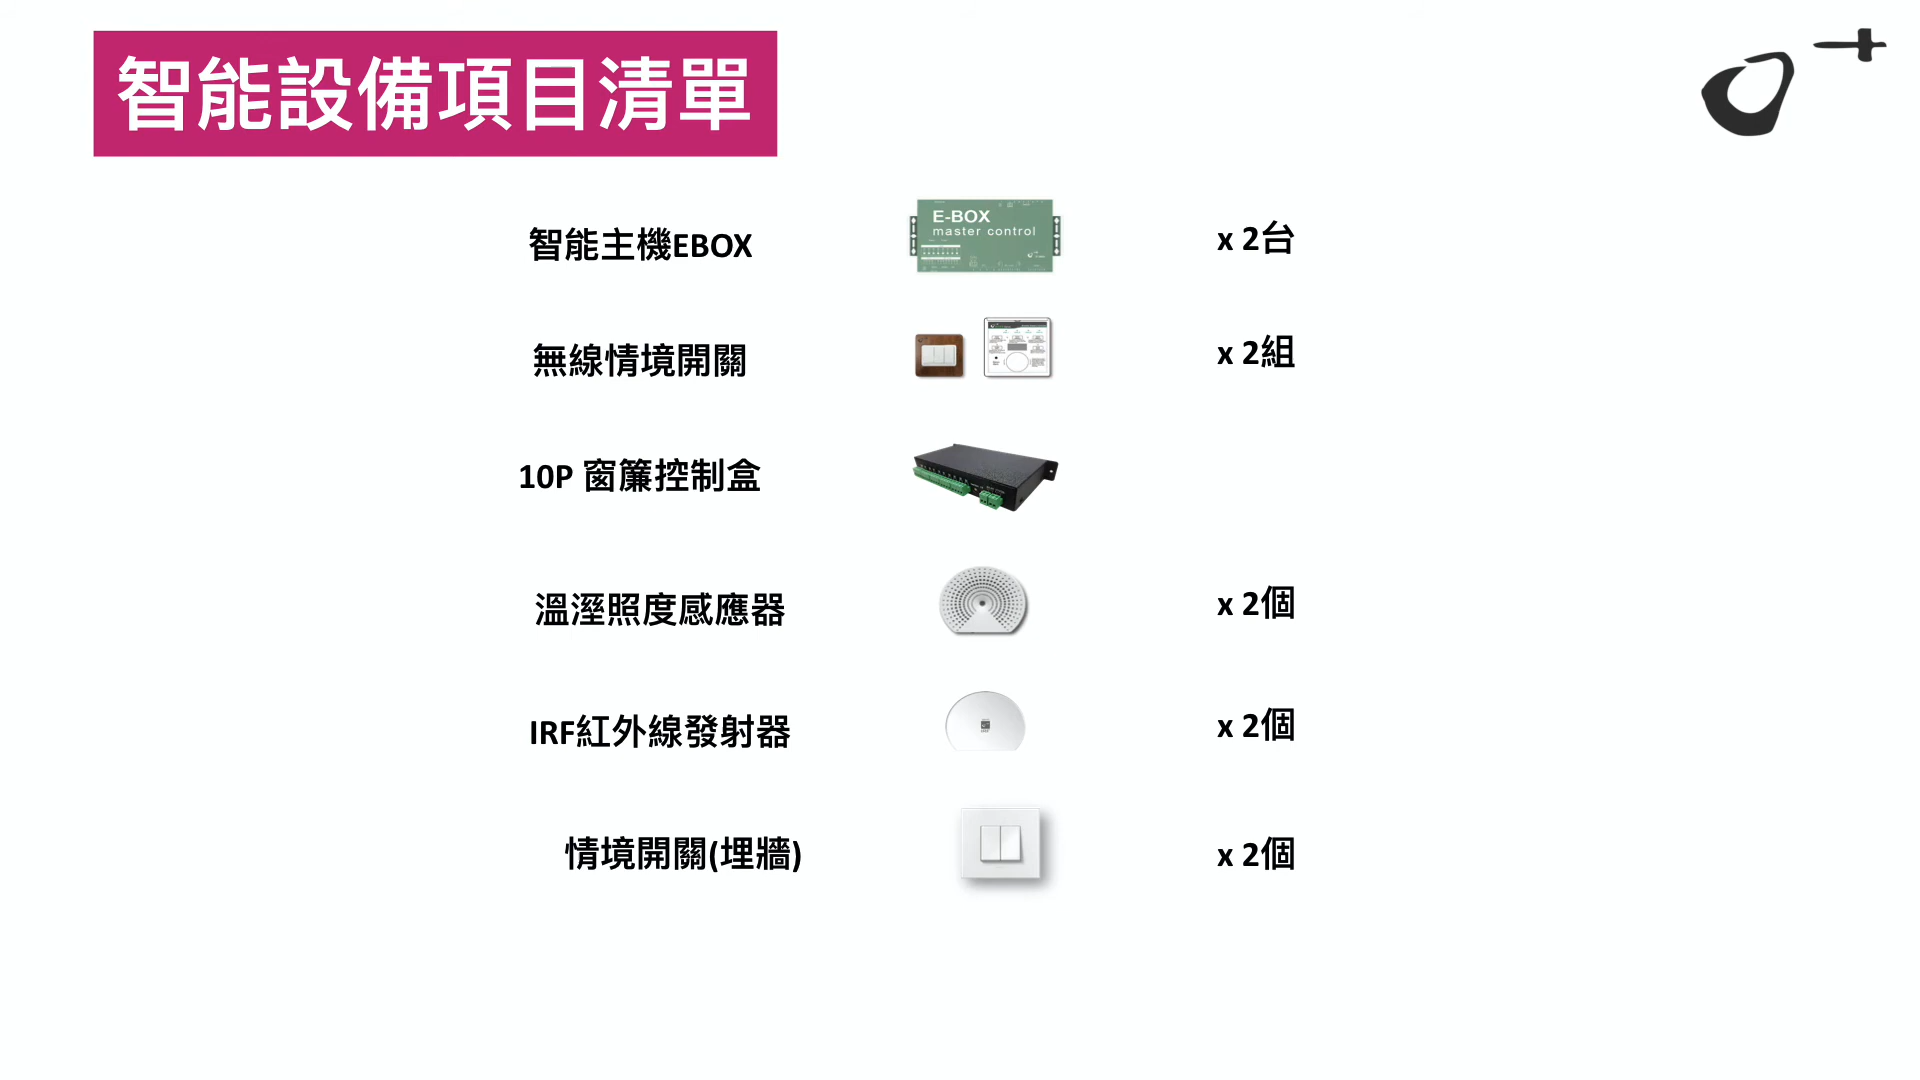 智能設備項目清單
智能主機EBOX
E-BOX
master control
x 2台
無線情境開關
x 2組
10P 窗簾控制盒
溫溼照度感應器
x 2個
IRF紅外線發射器
x 2個
情境開關(埋牆)
x 2個